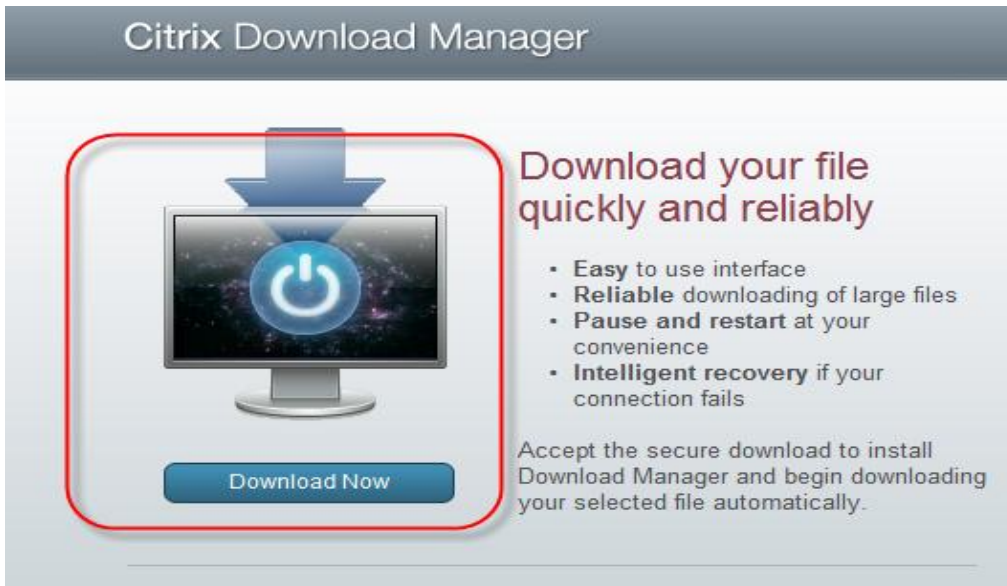 Citrix Download Manager
Download your file
quickly and reliably
▪ Easy to use interface
▪ Reliable downloading of large files
▪ Pause and restart at your
convenience
▪ Intelligent recovery if your
connection fails
Accept the secure download to install
Download Manager and begin downloading
your selected file automatically.
Download Now